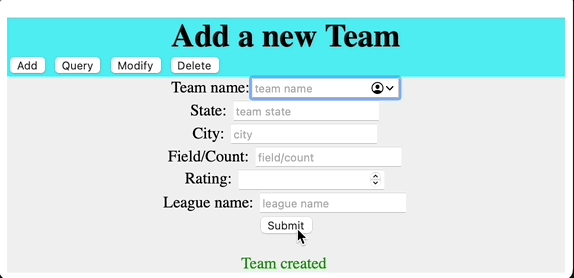 Add a new Team
Add Query Modify Delete
Team name: team name
State: team state
City: city
Field/Count: field/count
Rating:
League name: league name
Submit
Team created